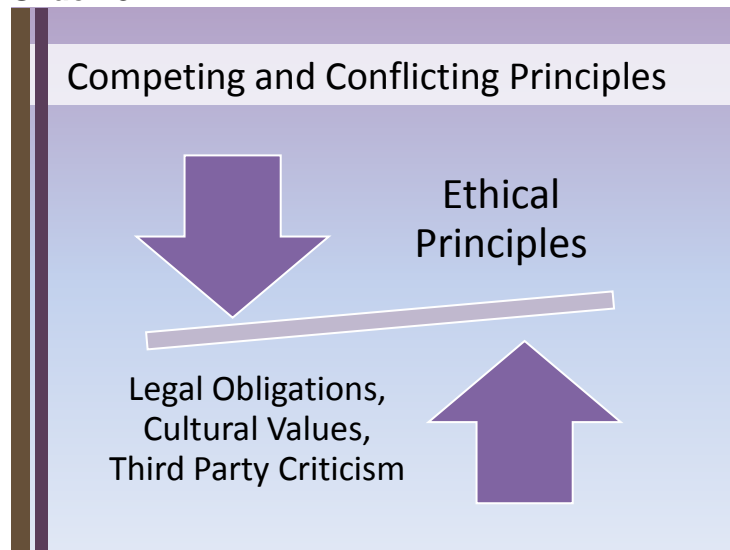 Competing and Conflicting Principles
Ethical
Principles
Legal Obligations,
Cultural Values,
Third Party Criticism